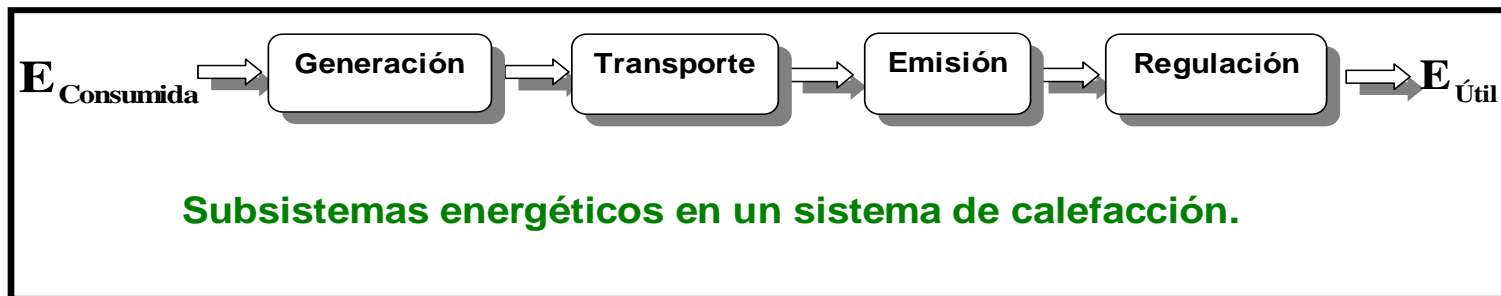 E Consumida Generación Transporte Emisión Regulación E Útil
Subsistemas energéticos en un sistema de calefacción.